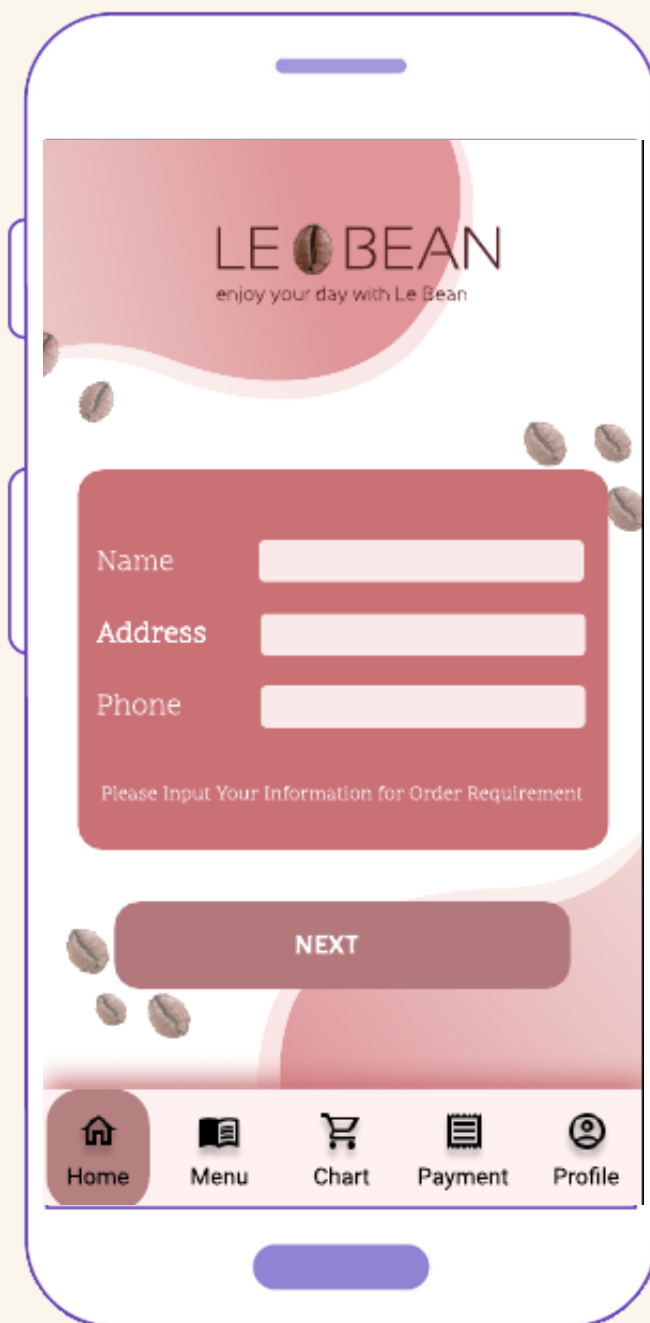 LE BEAN
enjoy your day with Le Bean
Name
Address
Phone
Please Input Your Information for Order Requirement
NEXT
Home Menu Chart Payment Profile